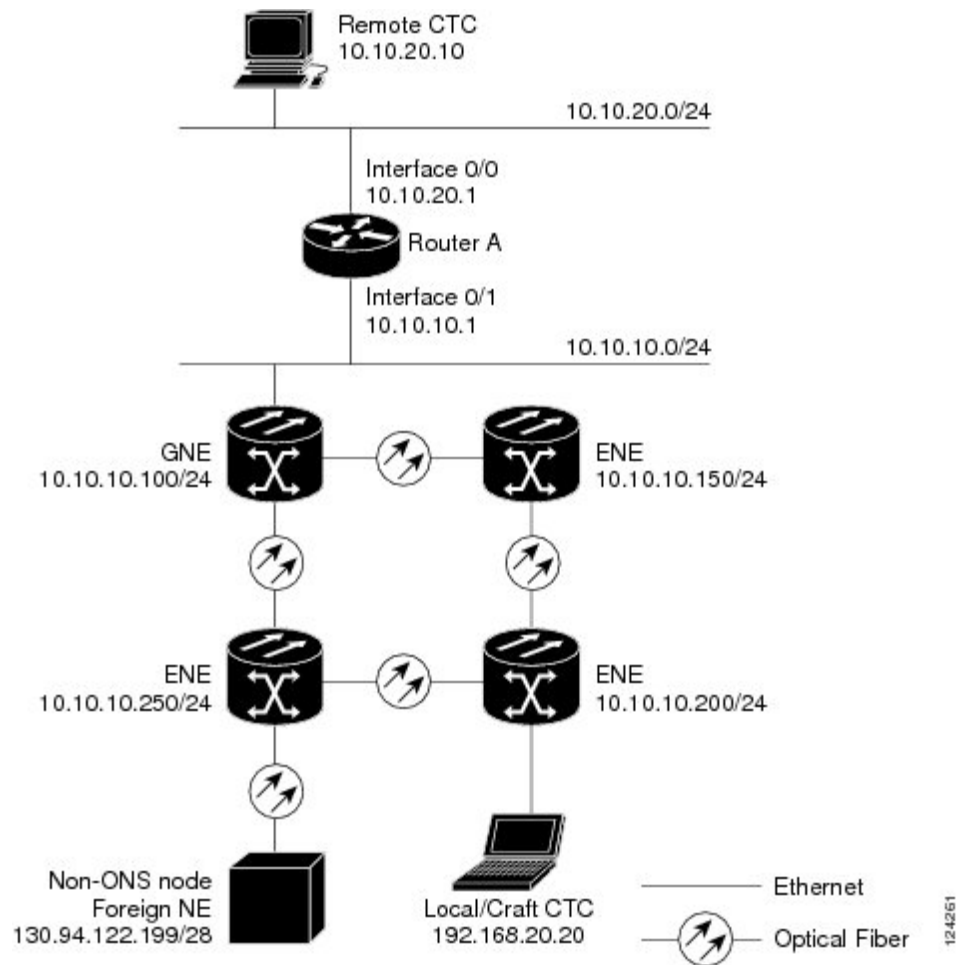 Remote CTC
10.10.20.10
10.10.20.0/24
Interface 0/0
10.10.20.1
Router A
Interface 0/1
10.10.10.1
10.10.10.0/24
GNE
10.10.10.100/24
ENE
10.10.10.150/24
ENE
10.10.10.250/24
ENE
10.10.10.200/24
Non-ONS node
Foreign NE
130.94.122.199/28
Local/Craft CTC
192.168.20.20
Ethernet
Optical Fiber
124261